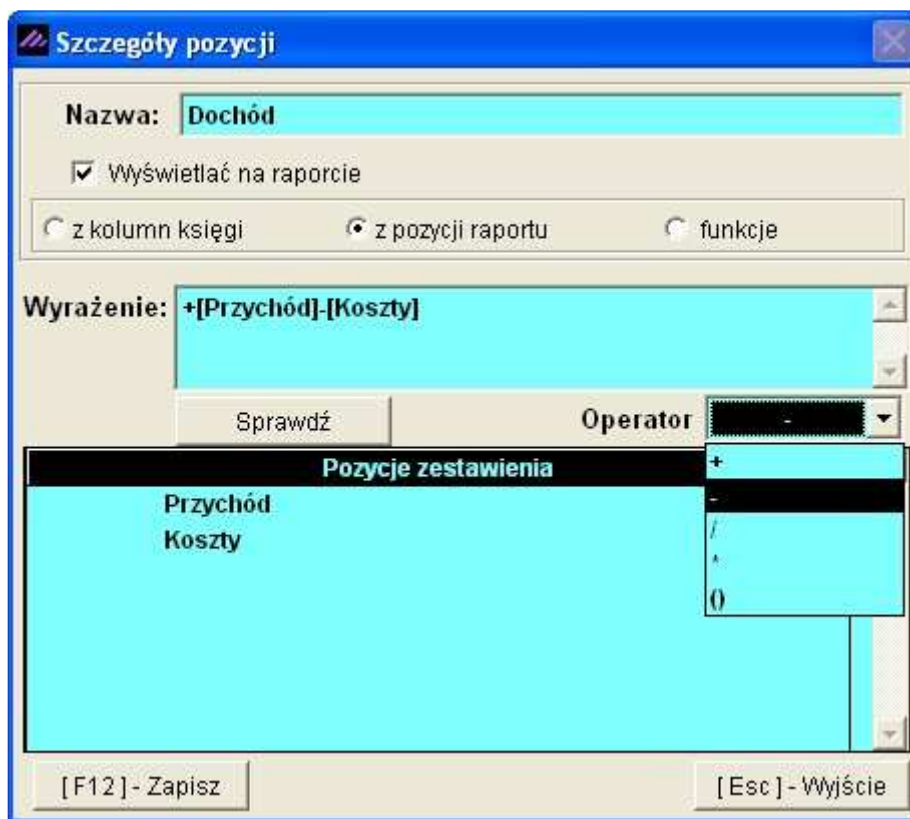 Szczegóły pozycji
Nazwa: Dochód
Wyświetlać na raporcie
z kolumn księgi z pozycji raportu funkcje
Wyrażenie: +[Przychód]-[Koszty]
Sprawdź Operator -
Pozycje zestawienia
+
Przychód
-
Koszty
/
*
()
[ F12 ] - Zapisz [ Esc ] - Wyjście